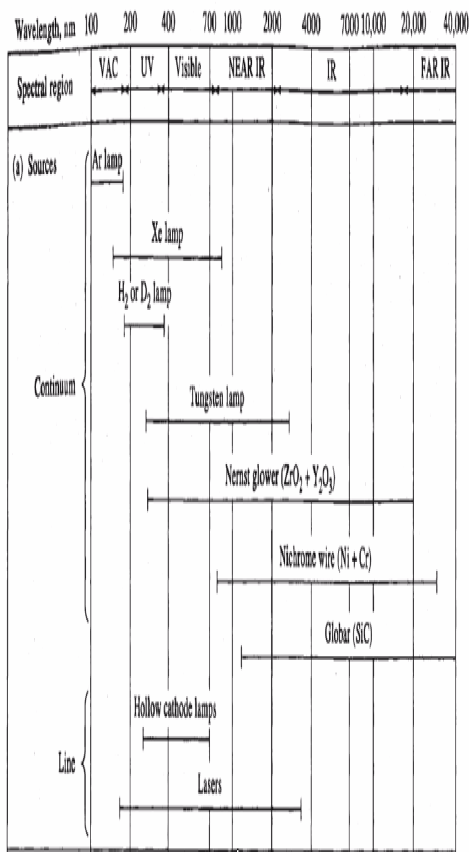 Wavelength, nm 100 200 400 700 1000 2000 4000 7000 10,000 20,000 40,000
Spectral region VAC UV Visible NEAR IR IR FAR IR
(a) Sources
Ar lamp
Xe lamp
H₂ or D₂ lamp
Continuum
Tungsten lamp
Nernst glower (ZrO₂ + Y₂O₃)
Nichrome wire (Ni + Cr)
Globar (SiC)
Hollow cathode lamps
Line
Lasers